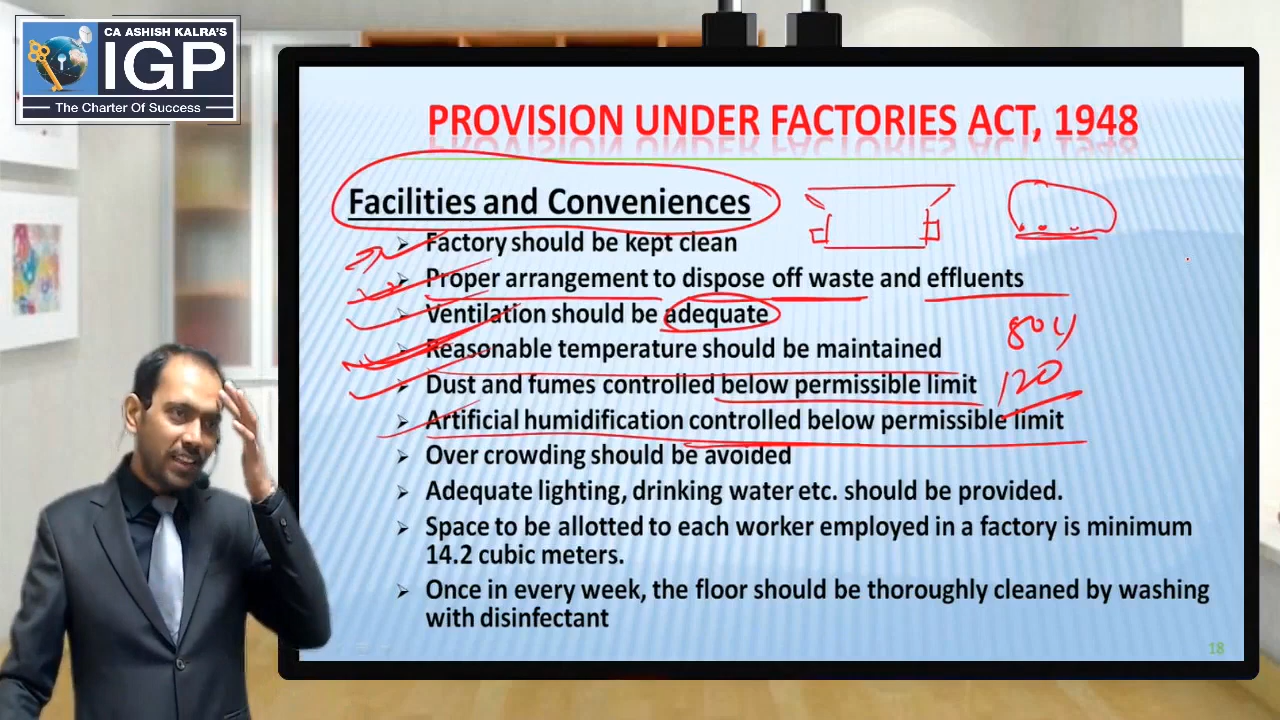 CA ASHISH KALRA'S
IGP
The Charter Of Success
PROVISION UNDER FACTORIES ACT, 1948
Facilities and Conveniences
Factory should be kept clean
Proper arrangement to dispose off waste and effluents
Ventilation should be adequate
Reasonable temperature should be maintained
Dust and fumes controlled below permissible limit
Artificial humidification controlled below permissible limit
Over crowding should be avoided
Adequate lighting, drinking water etc. should be provided.
Space to be allotted to each worker employed in a factory is minimum
14.2 cubic meters.
Once in every week, the floor should be thoroughly cleaned by washing
with disinfectant
120
18